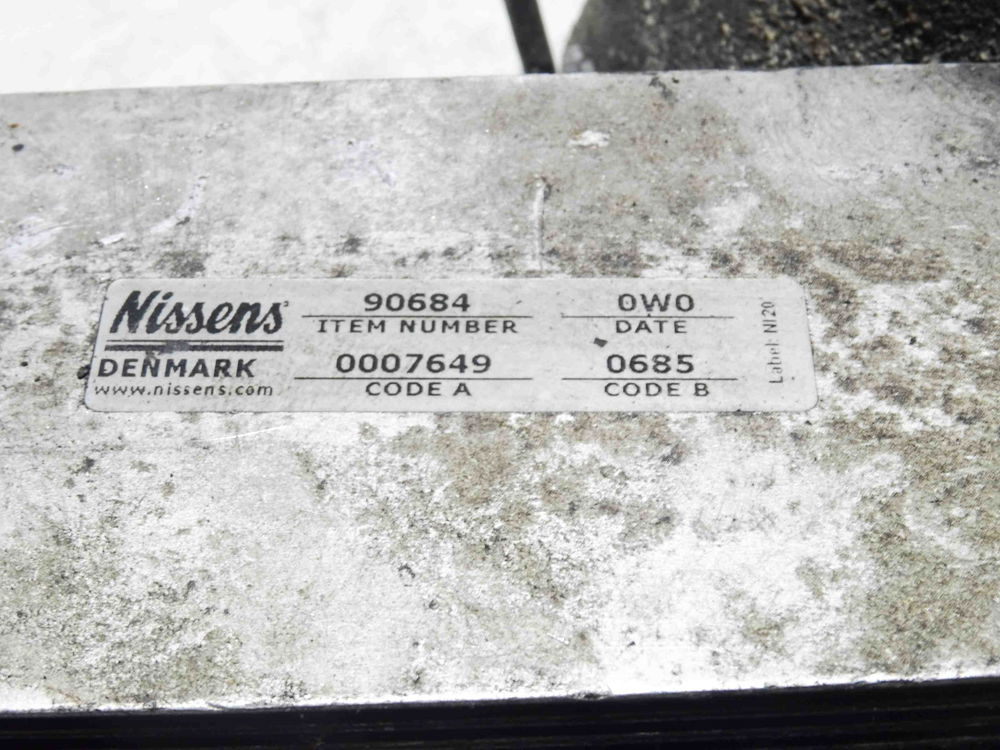 Nissens
DENMARK
www.nissens.com
90684
ITEM NUMBER
0W0
DATE
0007649
CODE A
0685
CODE B
Label: NI20